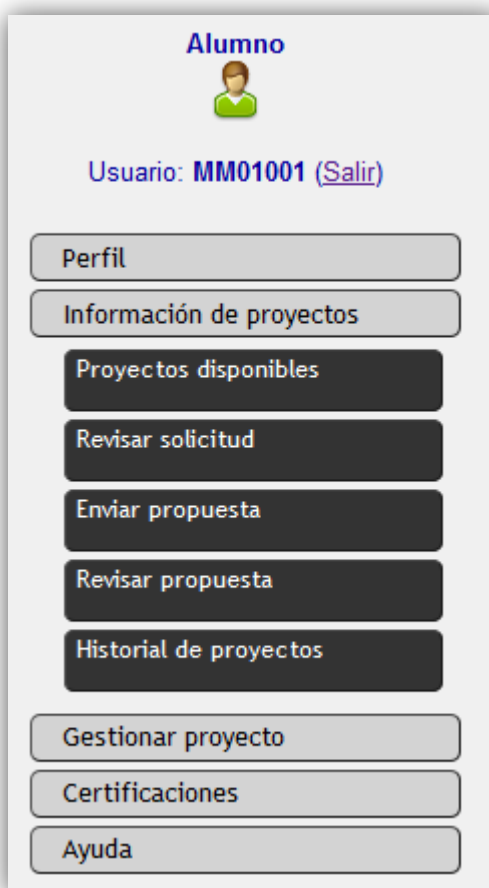 Alumno
Usuario: MM01001 (Salir)
Perfil
Información de proyectos
Proyectos disponibles
Revisar solicitud
Enviar propuesta
Revisar propuesta
Historial de proyectos
Gestionar proyecto
Certificaciones
Ayuda